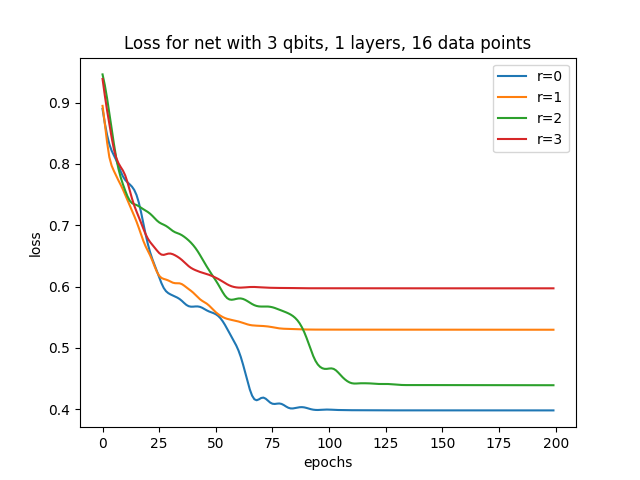 Loss for net with 3 qbits, 1 layers, 16 data points
r=0
r=1
r=2
r=3
loss
0.9
0.8
0.7
0.6
0.5
0.4
0 25 50 75 100 125 150 175 200
epochs